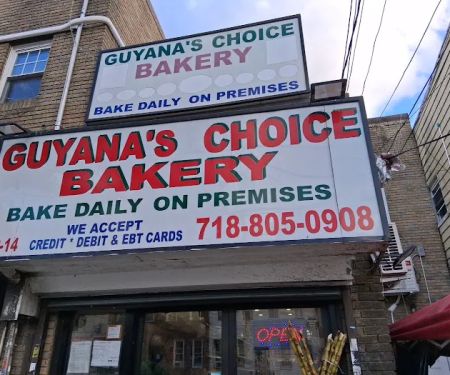 GUYANA'S CHOICE
BAKERY
BAKE DAILY ON PREMISES
GUYANA'S CHOICE
BAKERY
BAKE DAILY ON PREMISES
-14
WE ACCEPT
CREDIT * DEBIT & EBT CARDS
718-805-0908
OPEN